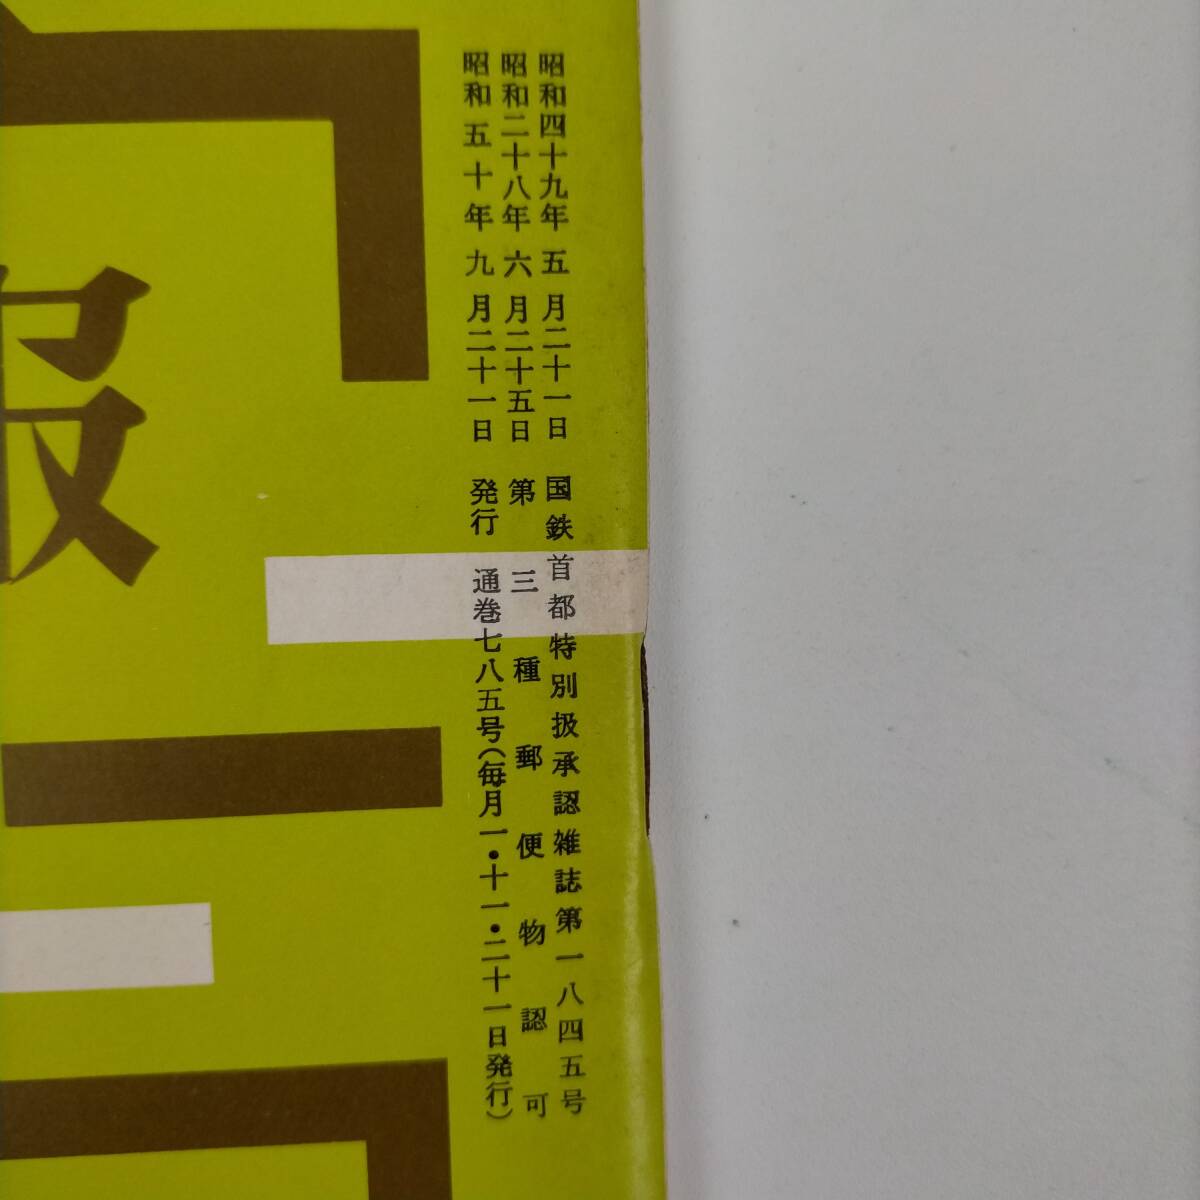 昭和四十九年五月二十一日 国鉄首都特別扱承認雑誌第一八四五号
昭和二十八年六月二十五日 第三種郵便物認可
昭和五十年九月二十一日 発行 通巻七八五号(毎月一・十一・二十一日発行)
報